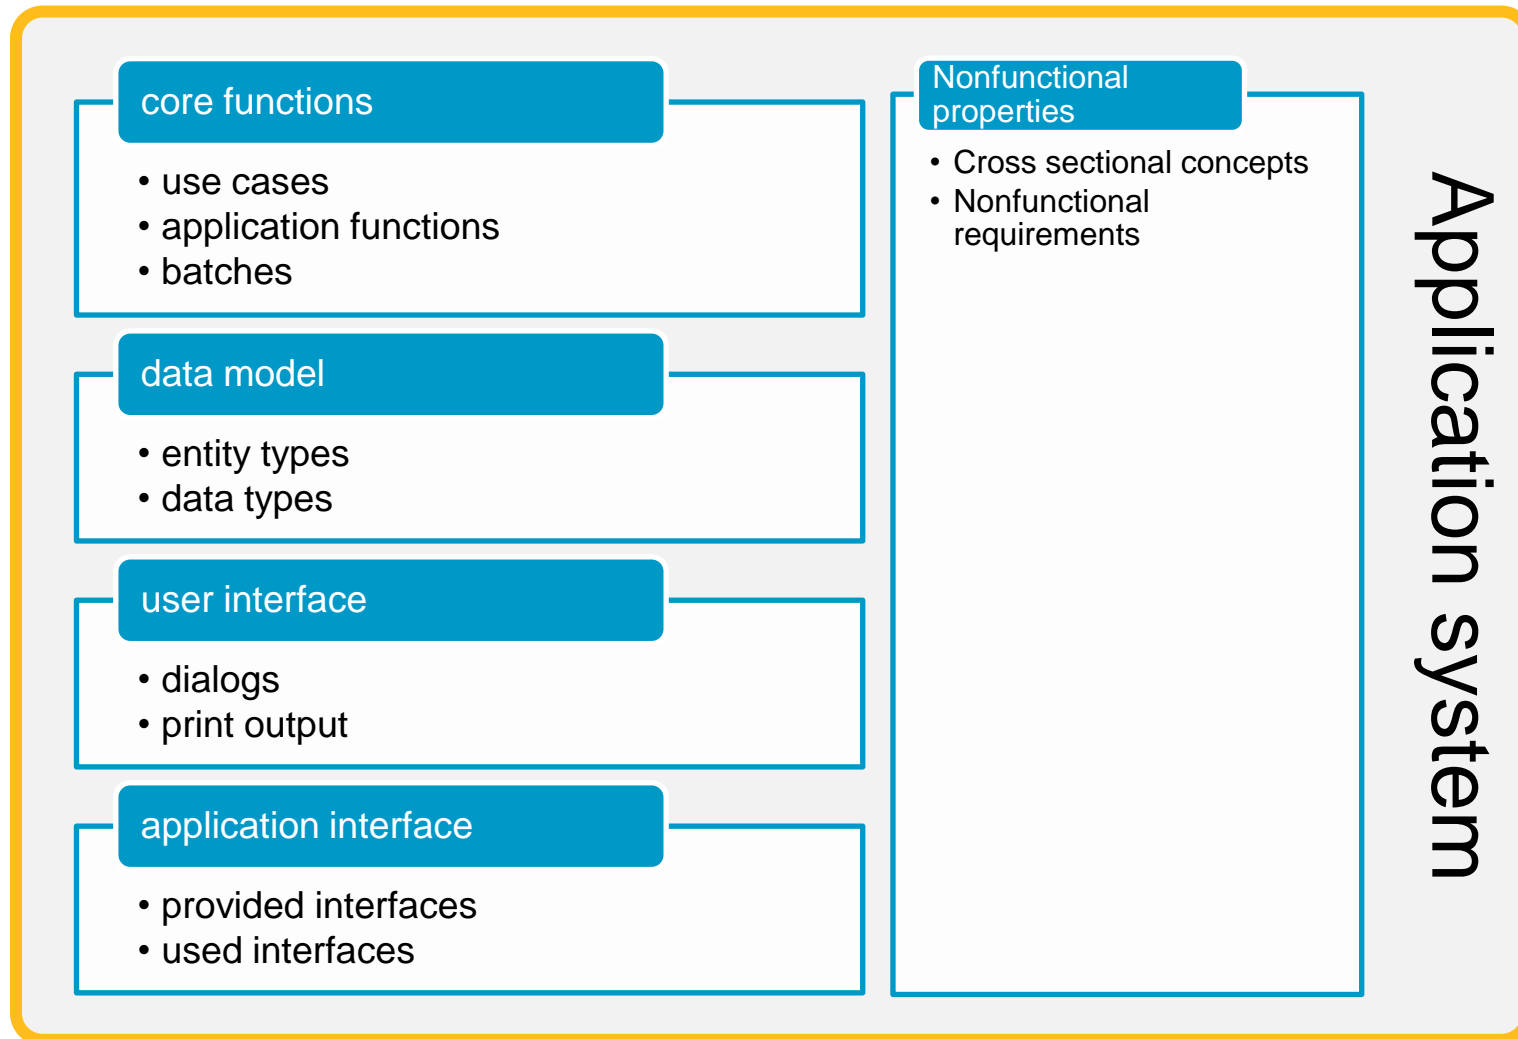 core functions
• use cases
• application functions
• batches
data model
• entity types
• data types
user interface
• dialogs
• print output
application interface
• provided interfaces
• used interfaces
Nonfunctional
properties
• Cross sectional concepts
• Nonfunctional
requirements
Application system